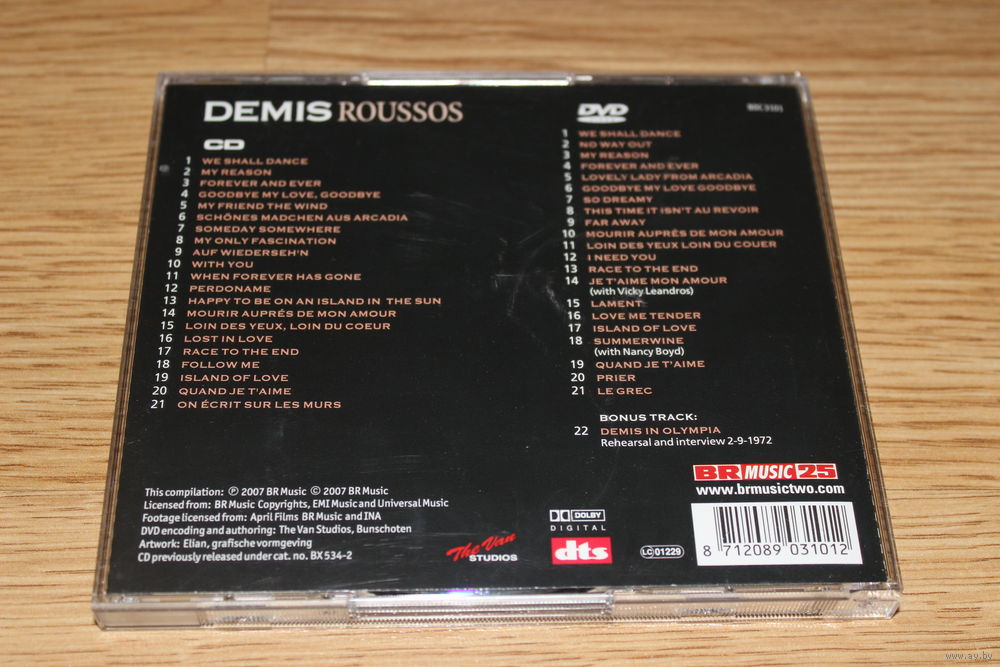 DEMIS ROUSSOS
CD
1 WE SHALL DANCE
2 MY REASON
3 FOREVER AND EVER
4 GOODBYE MY LOVE, GOODBYE
5 MY FRIEND THE WIND
6 SCHÖNES MADCHEN AUS ARCADIA
7 SOMEDAY SOMEWHERE
8 MY ONLY FASCINATION
9 AUF WIEDERSEH'N
10 WITH YOU
11 WHEN FOREVER HAS GONE
12 PERDONAME
13 HAPPY TO BE ON AN ISLAND IN THE SUN
14 MOURIR AUPRÉS DE MON AMOUR
15 LOIN DES YEUX, LOIN DU COEUR
16 LOST IN LOVE
17 RACE TO THE END
18 FOLLOW ME
19 ISLAND OF LOVE
20 QUAND JE T'AIME
21 ON ÉCRIT SUR LES MURS
DVD
BDC 3101
1 WE SHALL DANCE
2 NO WAY OUT
3 MY REASON
4 FOREVER AND EVER
5 LOVELY LADY FROM ARCADIA
6 GOODBYE MY LOVE GOODBYE
7 SO DREAMY
8 THIS TIME IT ISN'T AU REVOIR
9 FAR AWAY
10 MOURIR AUPRÉS DE MON AMOUR
11 LOIN DES YEUX LOIN DU COUER
12 I NEED YOU
13 RACE TO THE END
14 JE T'AIME MON AMOUR
(with Vicky Leandros)
15 LAMENT
16 LOVE ME TENDER
17 ISLAND OF LOVE
18 SUMMERWINE
(with Nancy Boyd)
19 QUAND JE T'AIME
20 PRIER
21 LE GREC
BONUS TRACK:
22 DEMIS IN OLYMPIA
Rehearsal and interview 2-9-1972
This compilation: ℗ 2007 BR Music © 2007 BR Music
Licensed from: BR Music Copyrights, EMI Music and Universal Music
Footage licensed from: April Films BR Music and INA
DVD encoding and authoring: The Van Studios, Bunschoten
Artwork: Elian, grafische vormgeving
CD previously released under cat. no. BX 534-2
The Van
STUDIOS
DOLBY
DIGITAL
dts
LC 01229
BR MUSIC 25
www.brmusictwo.com
8 712089 031012
www.ay.by